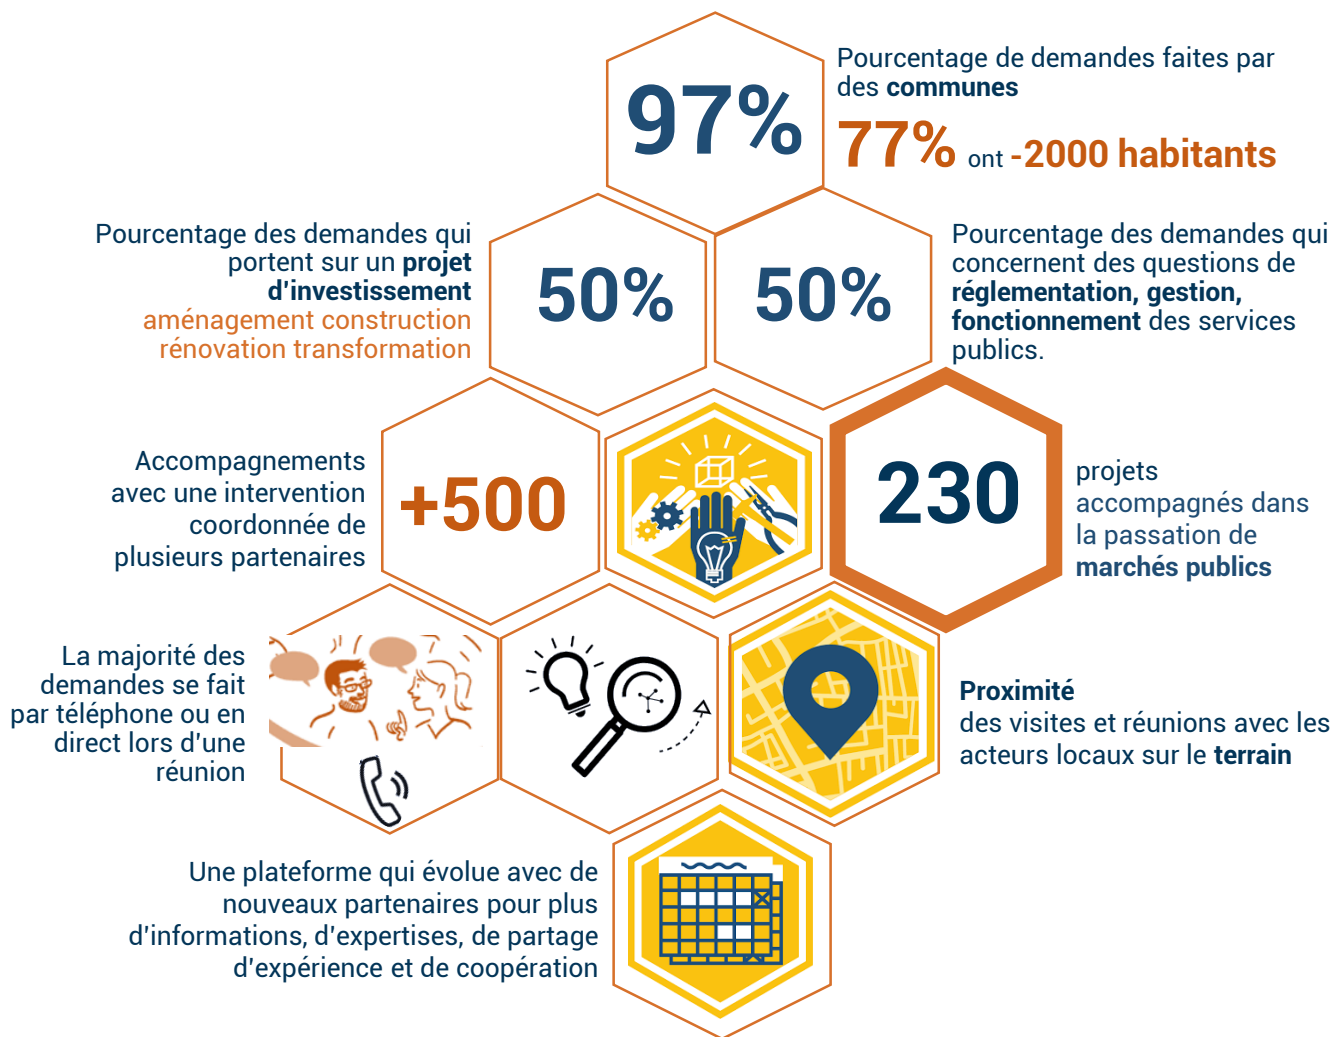 97%
Pourcentage de demandes faites par
des communes
77% ont -2000 habitants
Pourcentage des demandes qui
portent sur un projet
d'investissement
aménagement construction
rénovation transformation
50%
50%
Pourcentage des demandes qui
concernent des questions de
réglementation, gestion,
fonctionnement des services
publics.
Accompagnements
avec une intervention
coordonnée de
plusieurs partenaires
+500
230
projets
accompagnés dans
la passation de
marchés publics
La majorité des
demandes se fait
par téléphone ou en
direct lors d'une
réunion
Proximité
des visites et réunions avec les
acteurs locaux sur le terrain
Une plateforme qui évolue avec de
nouveaux partenaires pour plus
d'informations, d'expertises, de partage
d'expérience et de coopération